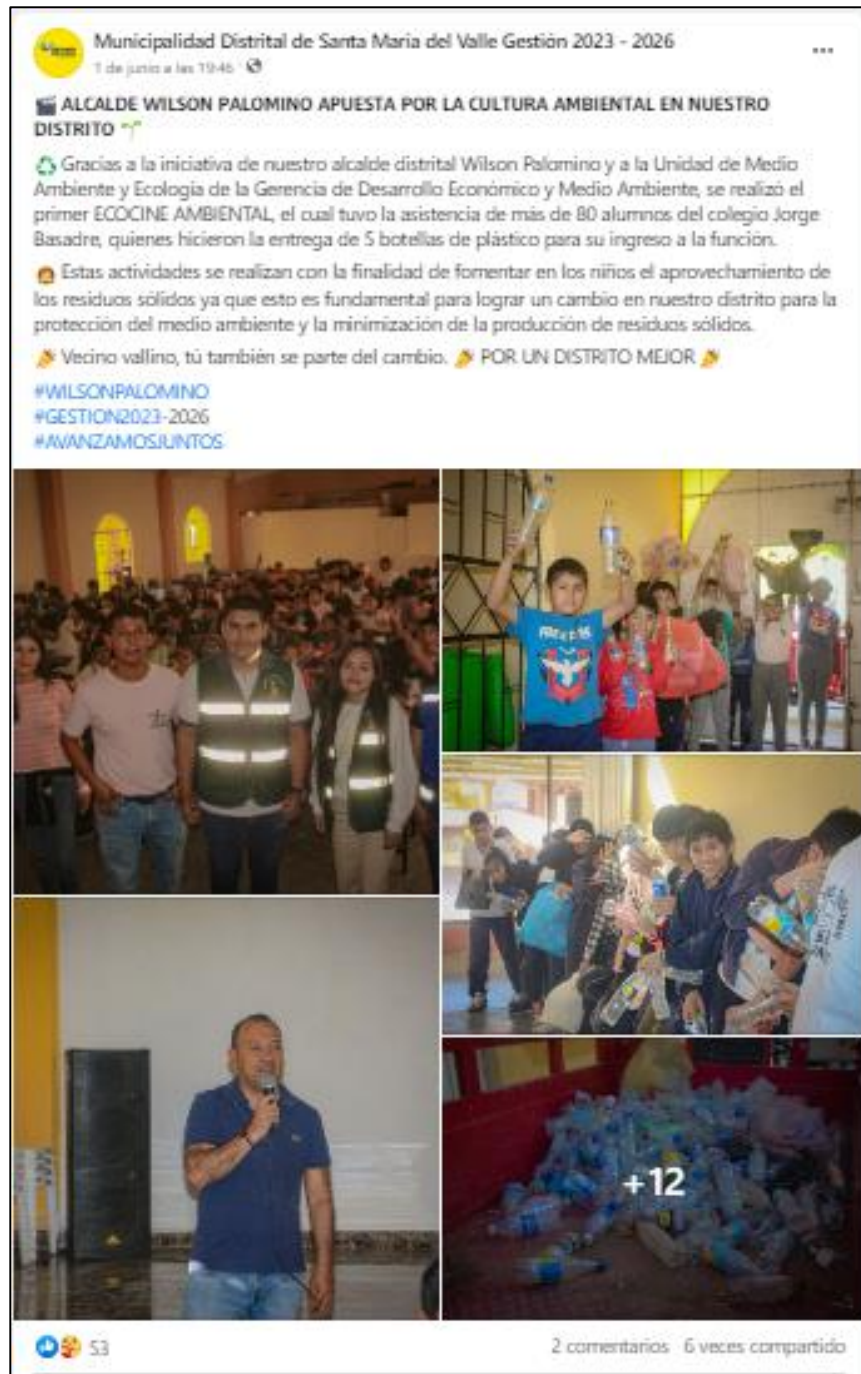 Municipalidad Distrital de Santa María del Valle Gestión 2023 - 2026
1 de junio a las 19:46
ALCALDE WILSON PALOMINO APUESTA POR LA CULTURA AMBIENTAL EN NUESTRO
DISTRITO
Gracias a la iniciativa de nuestro alcalde distrital Wilson Palomino y a la Unidad de Medio
Ambiente y Ecología de la Gerencia de Desarrollo Económico y Medio Ambiente, se realizó el
primer ECOCINE AMBIENTAL, el cual tuvo la asistencia de más de 80 alumnos del colegio Jorge
Basadre, quienes hicieron la entrega de 5 botellas de plástico para su ingreso a la función.
Estas actividades se realizan con la finalidad de fomentar en los niños el aprovechamiento de
los residuos sólidos ya que esto es fundamental para lograr un cambio en nuestro distrito para la
protección del medio ambiente y la minimización de la producción de residuos sólidos.
Vecino vallino, tú también se parte del cambio. POR UN DISTRITO MEJOR
#WILSONPALOMINO
#GESTION2023-2026
#AVANZAMOSJUNTOS
+12
53
2 comentarios 6 veces compartido